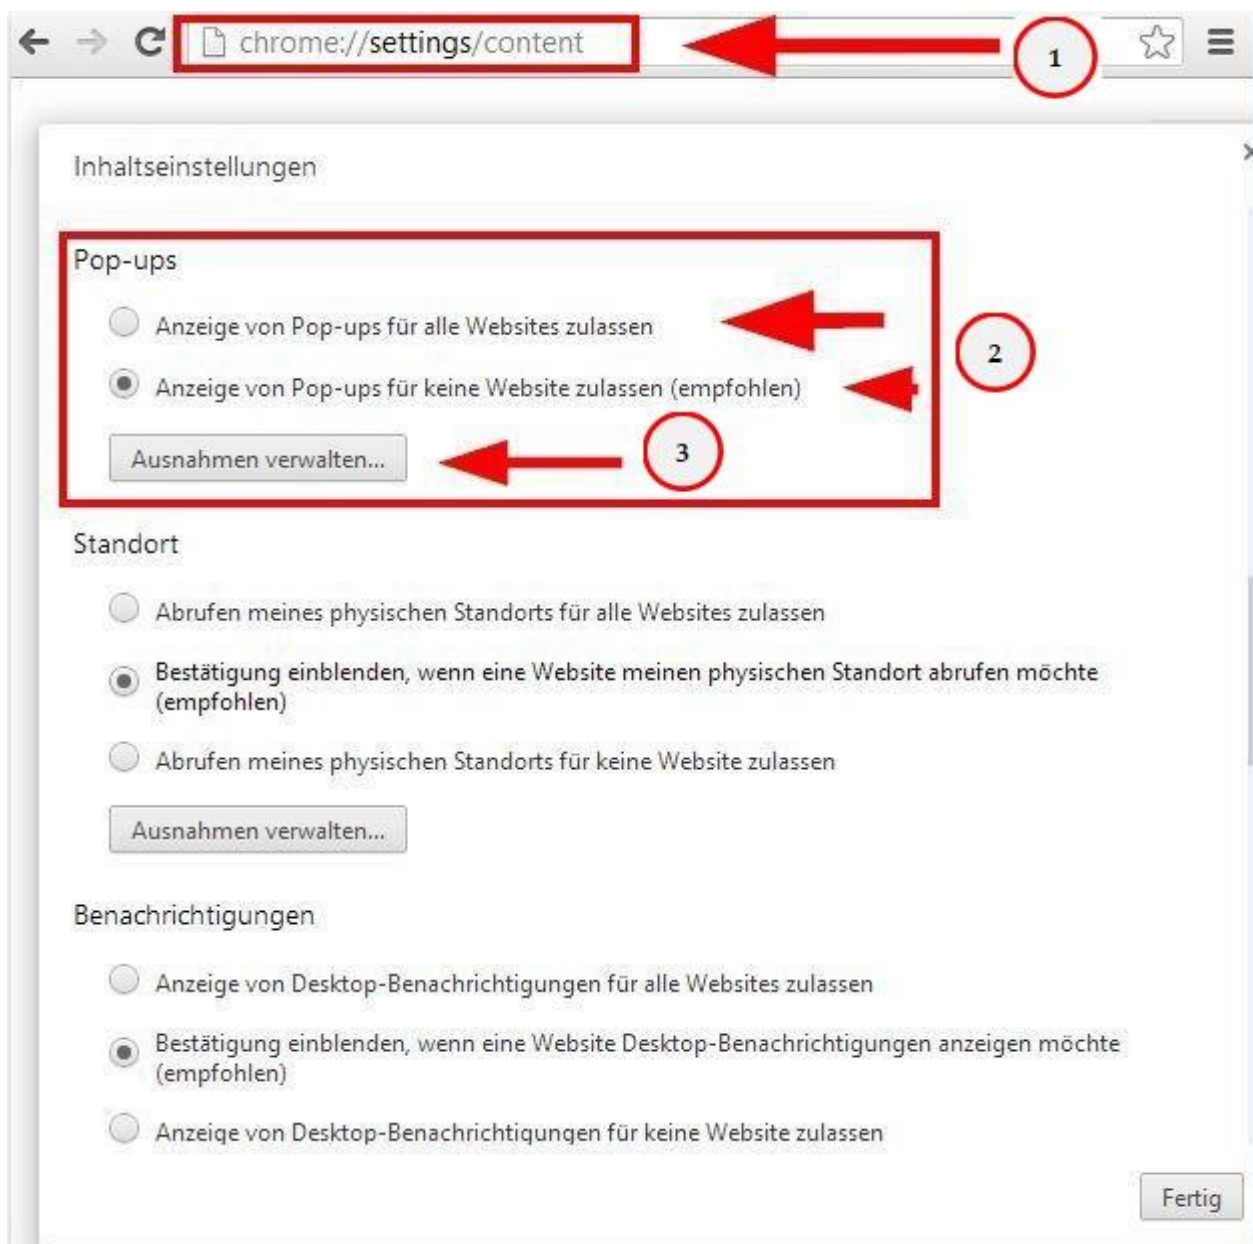 chrome://settings/content
1
Inhaltseinstellungen
Pop-ups
Anzeige von Pop-ups für alle Websites zulassen
2
Anzeige von Pop-ups für keine Website zulassen (empfohlen)
Ausnahmen verwalten...
3
Standort
Abrufen meines physischen Standorts für alle Websites zulassen
Bestätigung einblenden, wenn eine Website meinen physischen Standort abrufen möchte
(empfohlen)
Abrufen meines physischen Standorts für keine Website zulassen
Ausnahmen verwalten...
Benachrichtigungen
Anzeige von Desktop-Benachrichtigungen für alle Websites zulassen
Bestätigung einblenden, wenn eine Website Desktop-Benachrichtigungen anzeigen möchte
(empfohlen)
Anzeige von Desktop-Benachrichtigungen für keine Website zulassen
Fertig